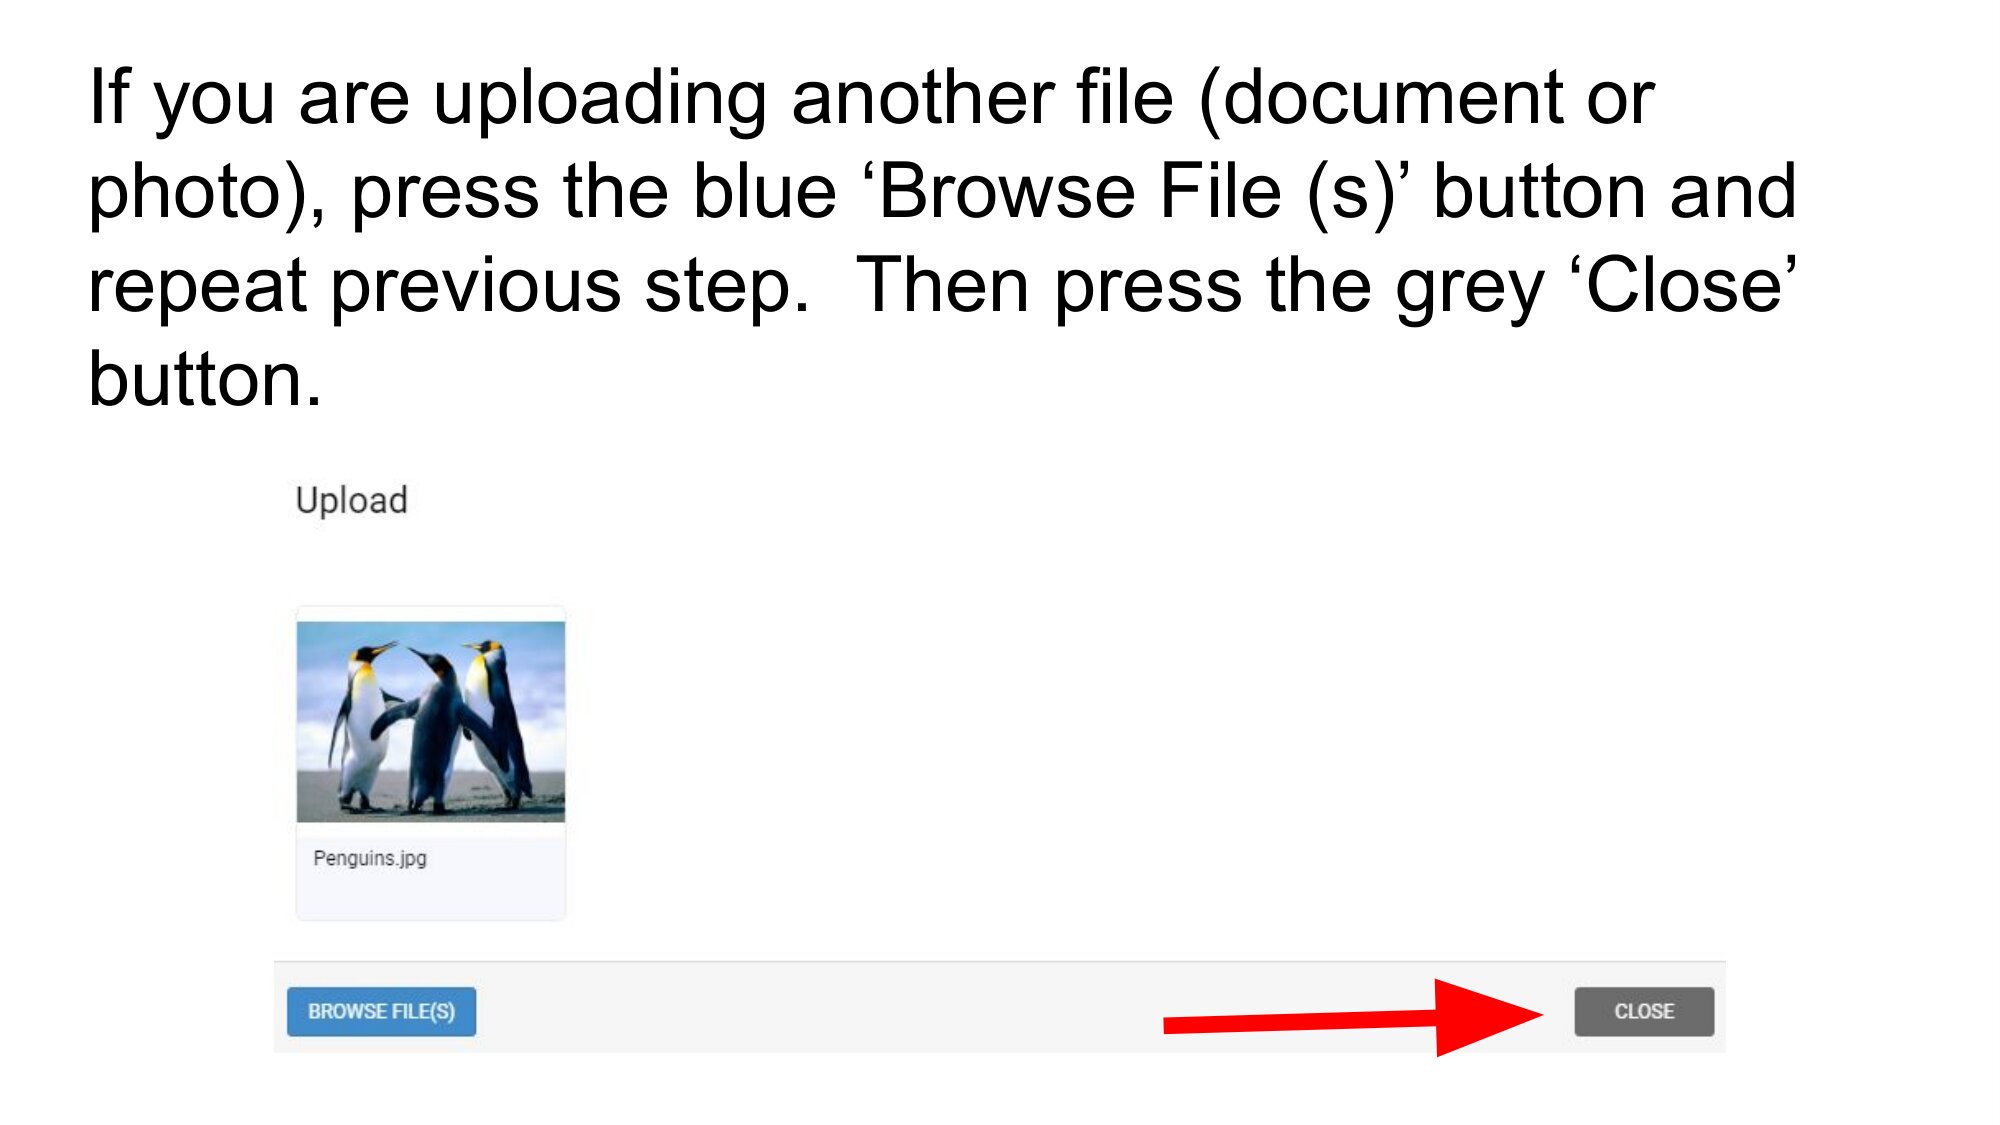 If you are uploading another file (document or
photo), press the blue ‘Browse File (s)’ button and
repeat previous step.  Then press the grey ‘Close’
button.
Upload
Penguins.jpg
BROWSE FILE(S)
CLOSE